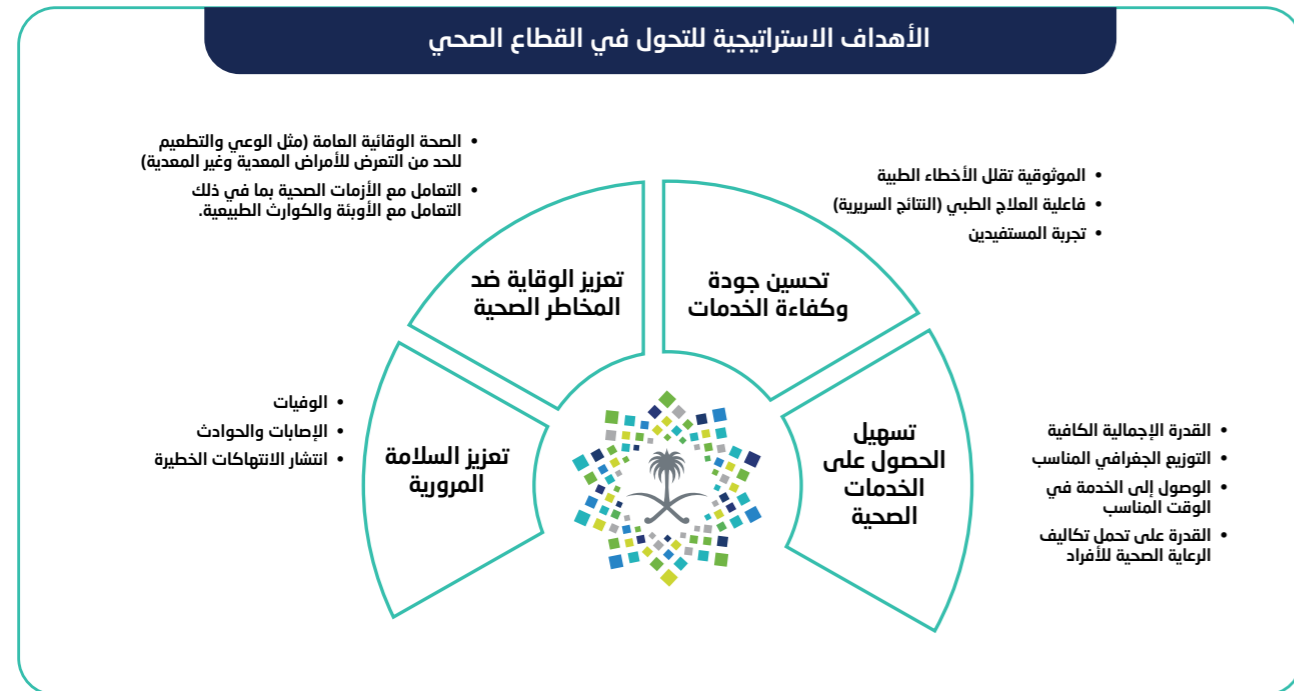 الأهداف الاستراتيجية للتحول في القطاع الصحي
تسهيل
الحصول على
الخدمات
الصحية
• القدرة الإجمالية الكافية
• التوزيع الجغرافي المناسب
• الوصول إلى الخدمة في
الوقت المناسب
• القدرة على تحمل تكاليف
الرعاية الصحية للأفراد
تحسين جودة
وكفاءة الخدمات
• الموثوقية تقلل الأخطاء الطبية
• فاعلية العلاج الطبي (النتائج السريرية)
• تجربة المستفيدين
تعزيز الوقاية ضد
المخاطر الصحية
• الصحة الوقائية العامة (مثل الوعي والتطعيم
للحد من التعرض للأمراض المعدية وغير المعدية)
• التعامل مع الأزمات الصحية بما في ذلك
التعامل مع الأوبئة والكوارث الطبيعية.
تعزيز السلامة
المرورية
• الوفيات
• الإصابات والحوادث
• انتشار الانتهاكات الخطيرة